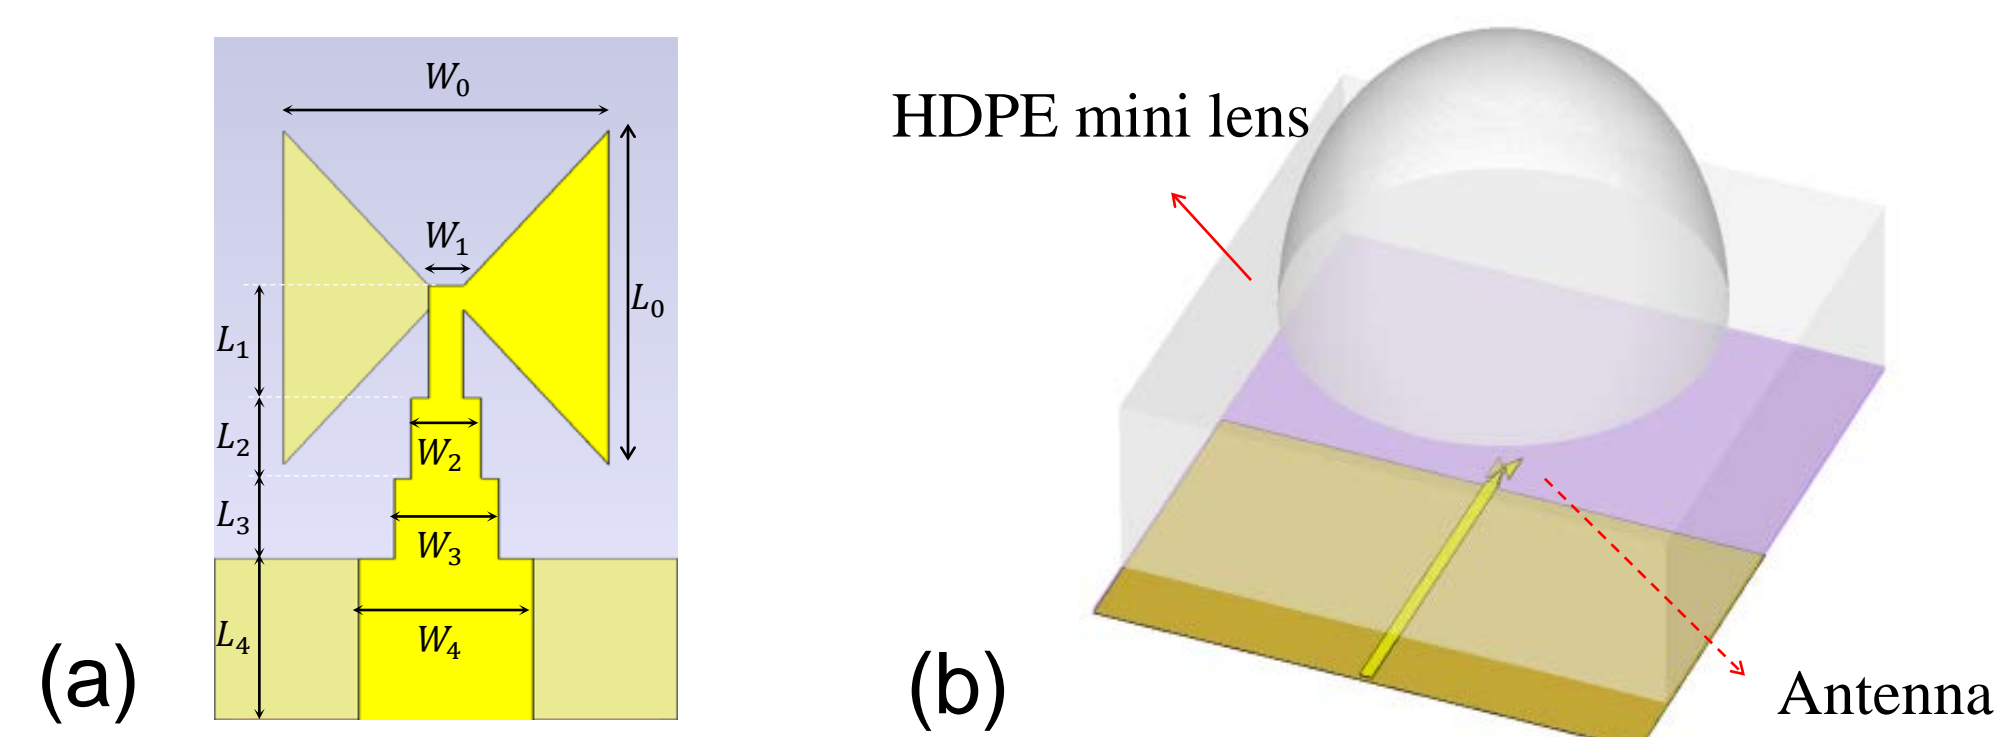 W₀
W₁
L₀
L₁
L₂
W₂
L₃
W₃
L₄
W₄
(a)
HDPE mini lens
(b)
Antenna